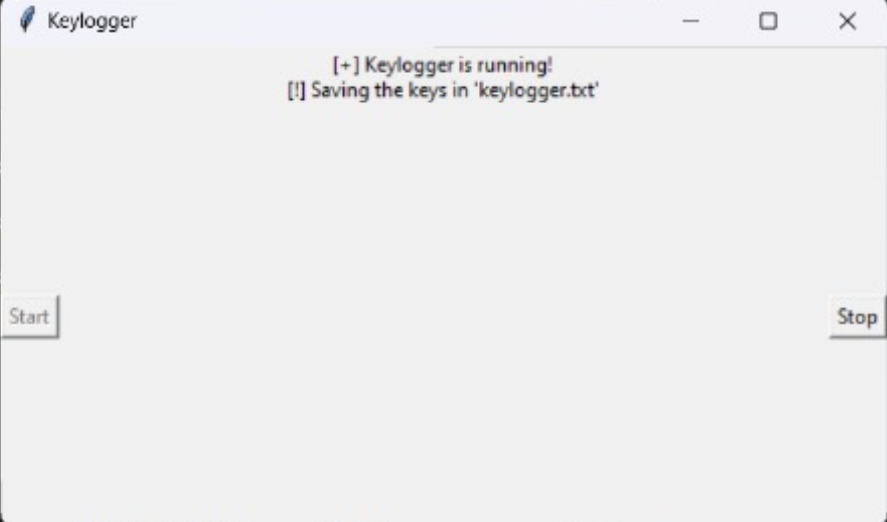 Keylogger
[+] Keylogger is running!
[!] Saving the keys in 'keylogger.txt'
Start
Stop